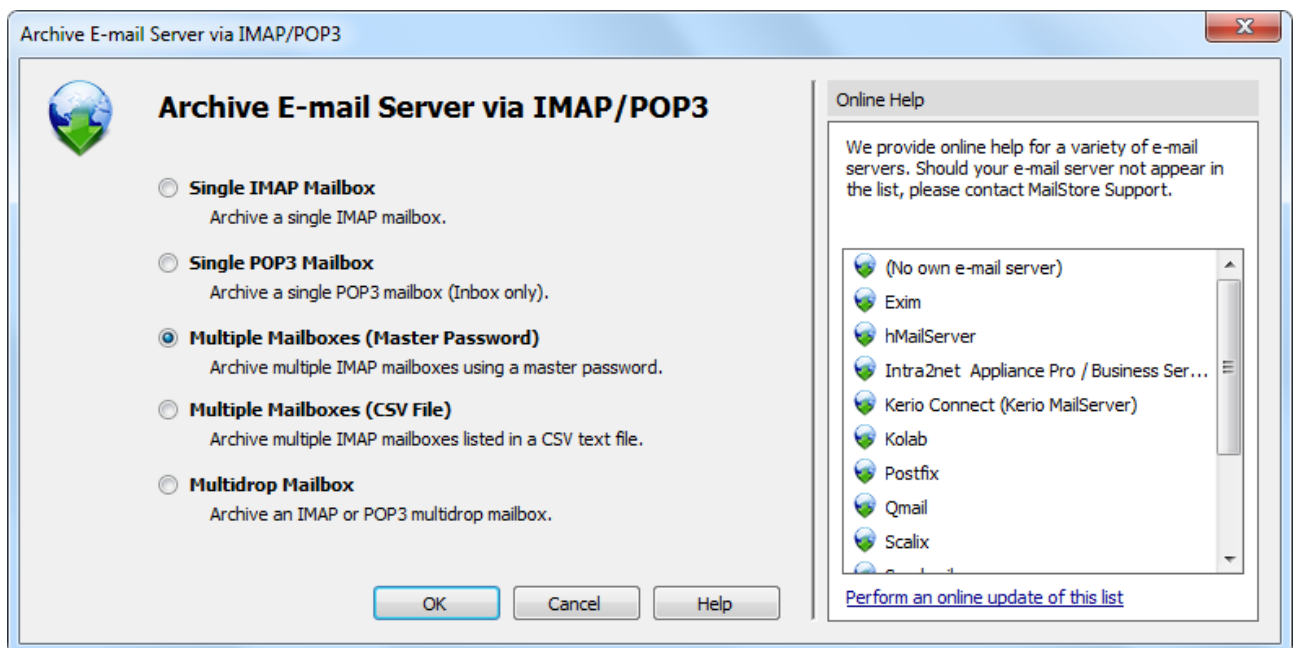 Archive E-mail Server via IMAP/POP3
Archive E-mail Server via IMAP/POP3
Single IMAP Mailbox
Archive a single IMAP mailbox.
Single POP3 Mailbox
Archive a single POP3 mailbox (Inbox only).
Multiple Mailboxes (Master Password)
Archive multiple IMAP mailboxes using a master password.
Multiple Mailboxes (CSV File)
Archive multiple IMAP mailboxes listed in a CSV text file.
Multidrop Mailbox
Archive an IMAP or POP3 multidrop mailbox.
OK
Cancel
Help
Online Help
We provide online help for a variety of e-mail
servers. Should your e-mail server not appear in
the list, please contact MailStore Support.
(No own e-mail server)
Exim
hMailServer
Intra2net Appliance Pro / Business Ser...
Kerio Connect (Kerio MailServer)
Kolab
Postfix
Qmail
Scalix
Perform an online update of this list